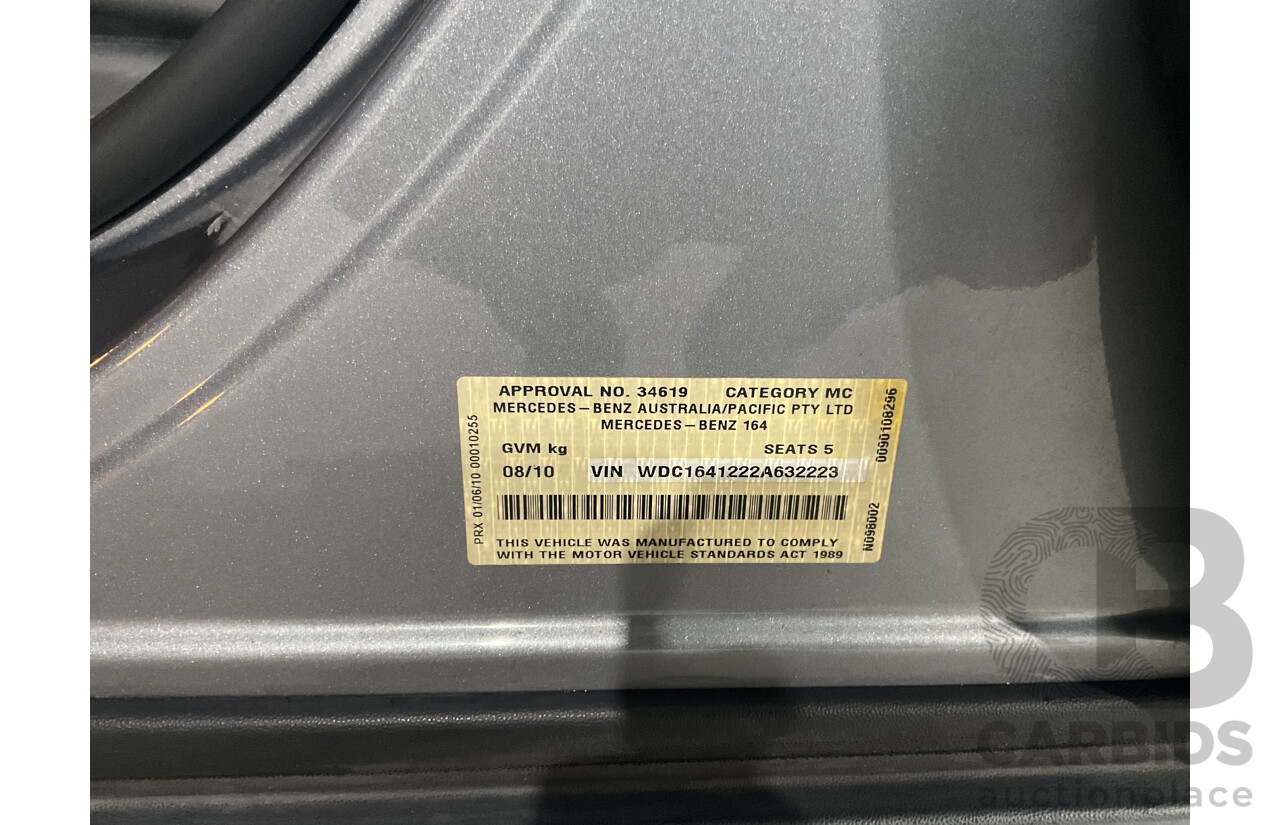 APPROVAL NO. 34619 CATEGORY MC
MERCEDES-BENZ AUSTRALIA/PACIFIC PTY LTD
MERCEDES-BENZ 164
GVM kg SEATS 5
08/10 VIN WDC1641222A632223
THIS VEHICLE WAS MANUFACTURED TO COMPLY
WITH THE MOTOR VEHICLE STANDARDS ACT 1989
PRX 01/06/10 00010255
0090108296
N098002
CB
CARBIDS
auctionplace